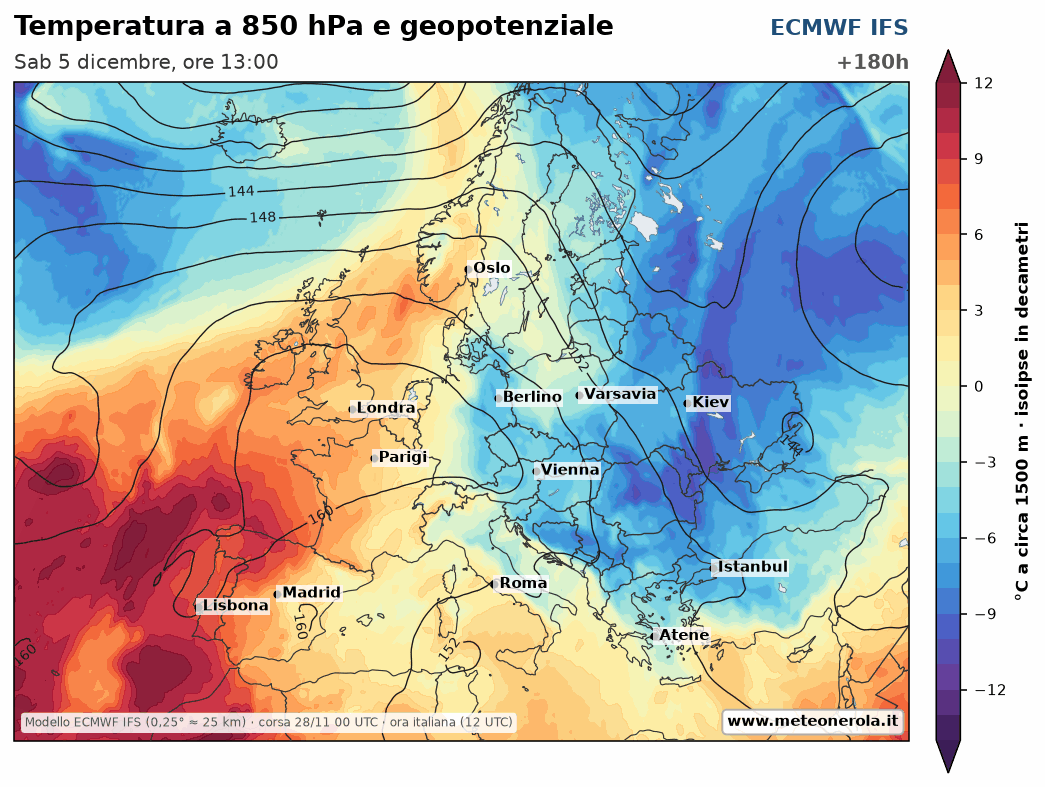 Temperatura a 850 hPa e geopotenziale
ECMWF IFS
Sab 5 dicembre, ore 13:00
+180h
144
148
Oslo
152
Berlino
Varsavia
Kiev
Londra
144
Parigi
Vienna
160
Istanbul
Roma
Madrid
Lisbona
160
Atene
152
160
Modello ECMWF IFS (0,25° ≈ 25 km) · corsa 28/11 00 UTC · ora italiana (12 UTC)
www.meteonerola.it
12
9
6
3
0
−3
−6
−9
−12
°C a circa 1500 m · isoipse in decametri